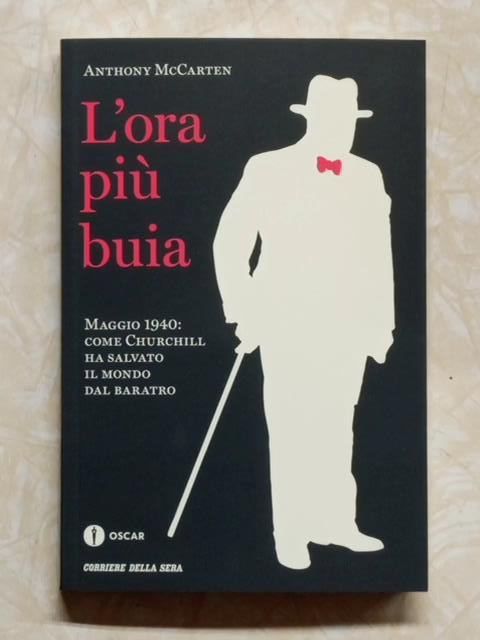 Anthony McCarten
L'ora
più
buia
Maggio 1940:
come Churchill
ha salvato
il mondo
dal baratro
OSCAR
CORRIERE DELLA SERA